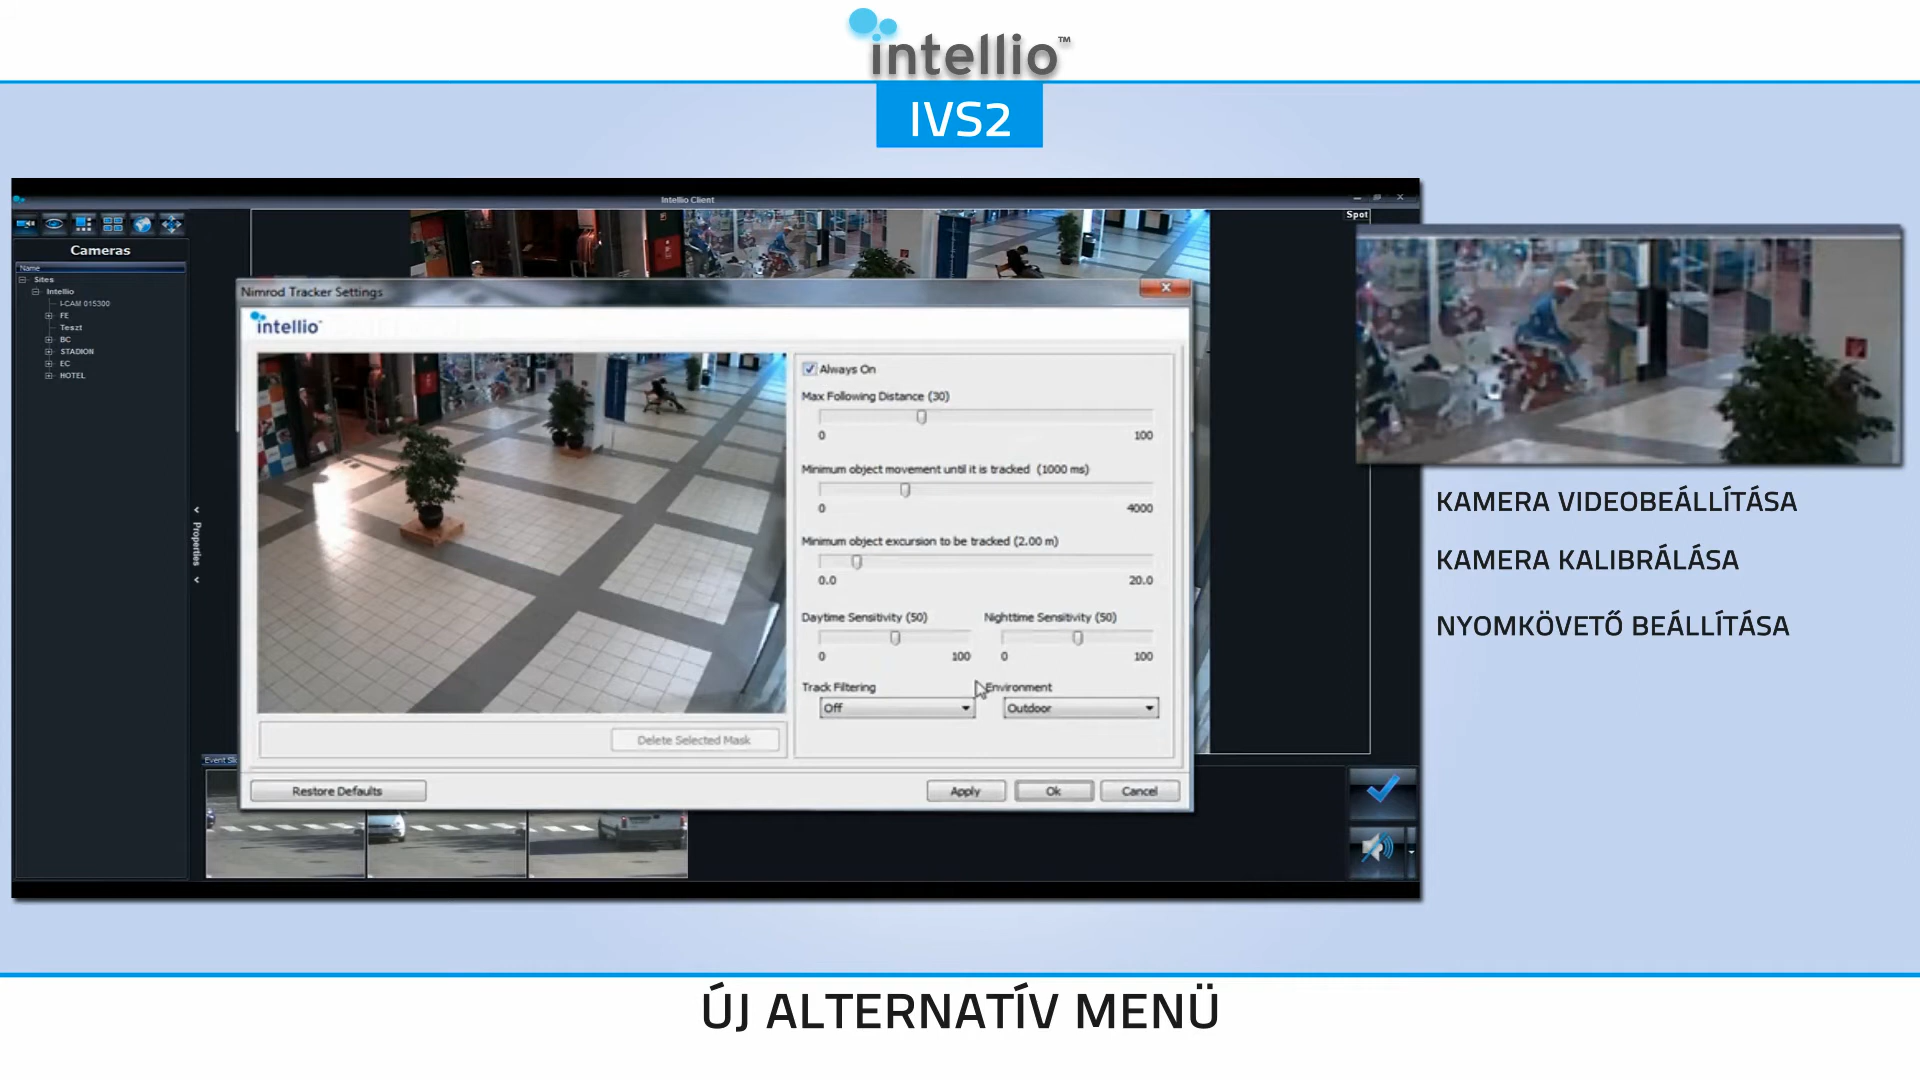 intellio™
IVS2
Intellio Client
Spot
Cameras
Name
Sites
Intellio
I-CAM 015300
FE
Teszt
BC
STADION
EC
HOTEL
Properties
Nimrod Tracker Settings
intellio
Always On
Max Following Distance (30)
0 100
Minimum object movement until it is tracked (1000 ms)
0 4000
Minimum object excursion to be tracked (2.00 m)
0.0 20.0
Daytime Sensitivity (50) Nighttime Sensitivity (50)
0 100 0 100
Track Filtering Environment
Off Outdoor
Delete Selected Mask
Restore Defaults Apply Ok Cancel
Event
KAMERA VIDEOBEÁLLÍTÁSA
KAMERA KALIBRÁLÁSA
NYOMKÖVETŐ BEÁLLÍTÁSA
ÚJ ALTERNATÍV MENÜ